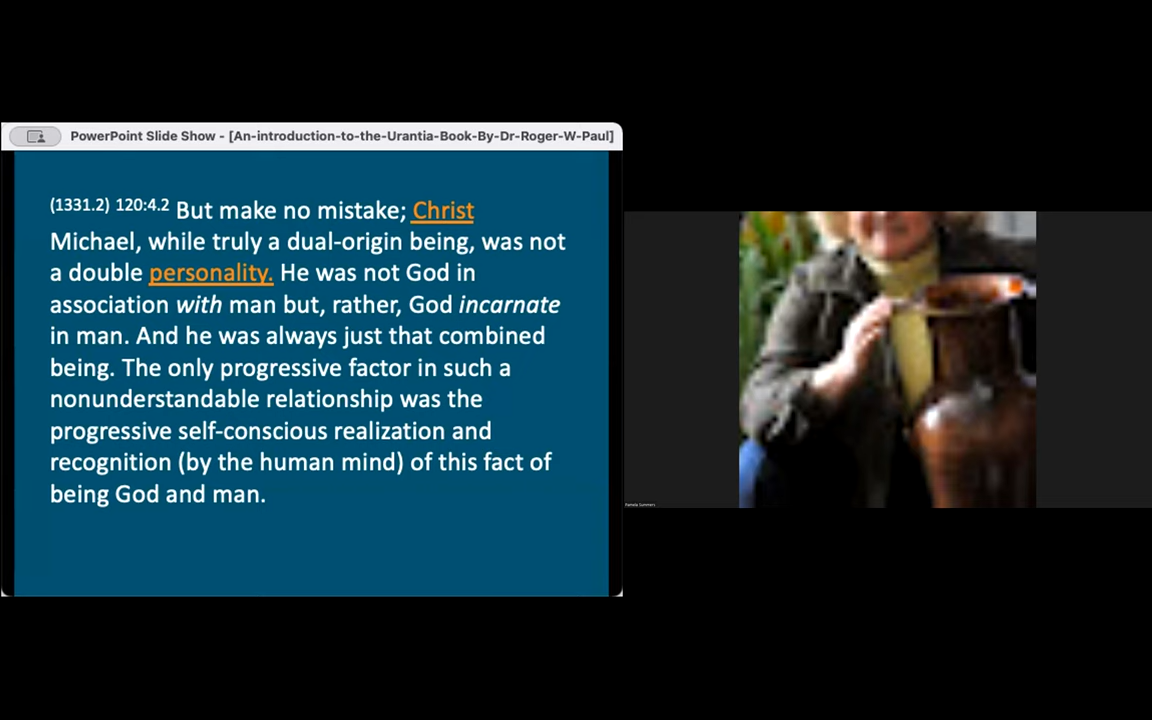 PowerPoint Slide Show - [An-introduction-to-the-Urantia-Book-By-Dr-Roger-W-Paul]
(1331.2) 120:4.2 But make no mistake; Christ
Michael, while truly a dual-origin being, was not
a double personality. He was not God in
association with man but, rather, God incarnate
in man. And he was always just that combined
being. The only progressive factor in such a
nonunderstandable relationship was the
progressive self-conscious realization and
recognition (by the human mind) of this fact of
being God and man.
Pamela Summers